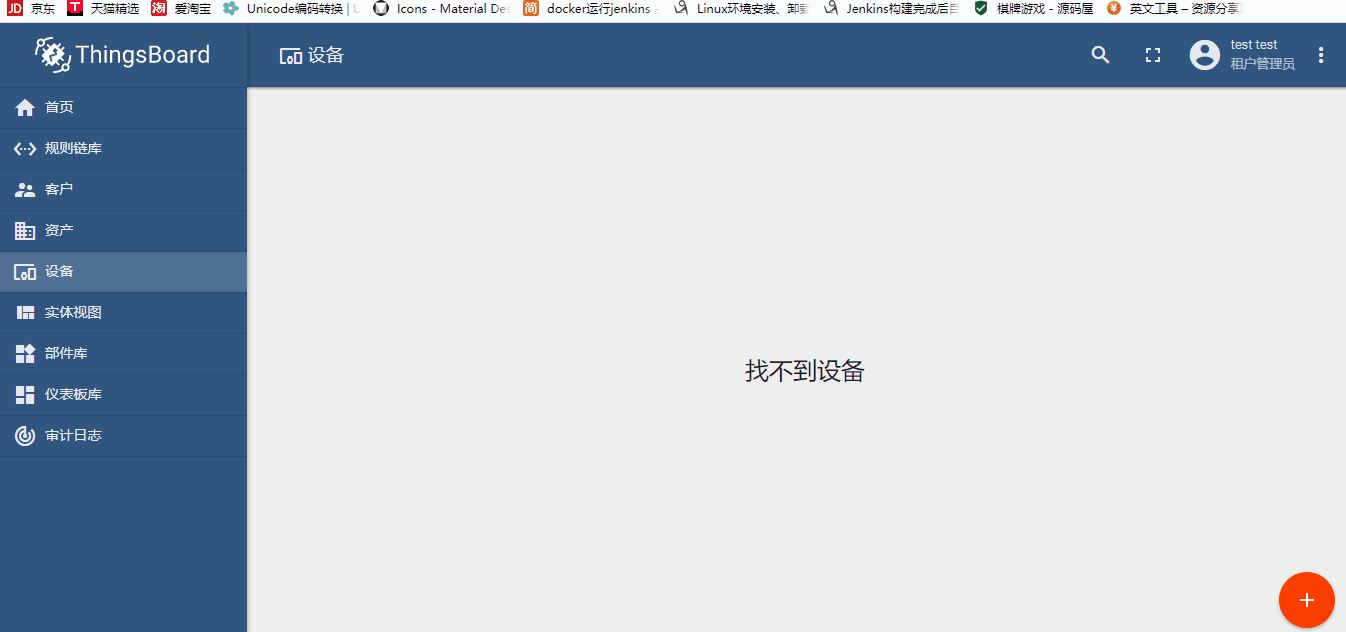 JD 京东 T 天猫精选 淘 爱淘宝 Unicode编码转换 | U Icons - Material De 简 docker运行jenkins - Linux环境安装、卸载 Jenkins构建完成后自 棋牌游戏 - 源码屋 ¥ 英文工具 – 资源分享
ThingsBoard
设备
test test
租户管理员
首页
规则链库
客户
资产
设备
实体视图
部件库
仪表板库
审计日志
找不到设备
+